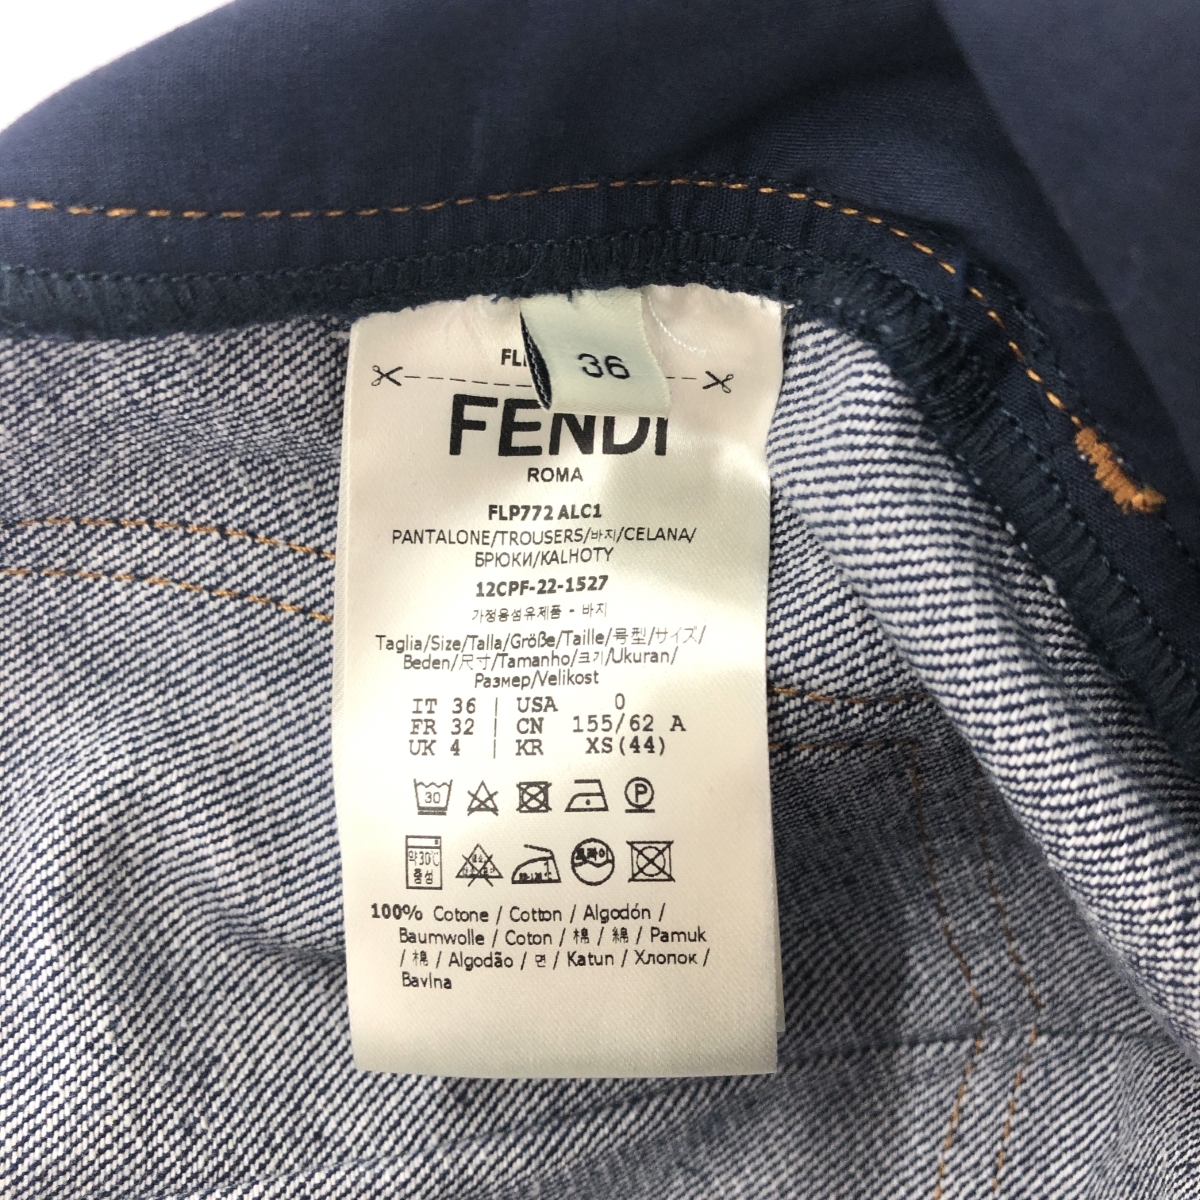 36
FENDI
ROMA
FLP772 ALC1
PANTALONE/TROUSERS/바지/CELANA/
БРЮКИ/KALHOTY
12CPF-22-1527
가정용섬유제품 - 바지
Taglia/Size/Talla/Größe/Taille/号型/サイズ/
Beden/尺寸/Tamanho/크기/Ukuran/
Размер/Velikost
IT 36 | USA 0
FR 32 | CN 155/62 A
UK 4 | KR XS(44)
30 P
약30℃
중성
드라이
100% Cotone / Cotton / Algodón /
Baumwolle / Coton / 棉 / 綿 / Pamuk
/ 棉 / Algodão / 면 / Katun / Хлопок /
Bavlna